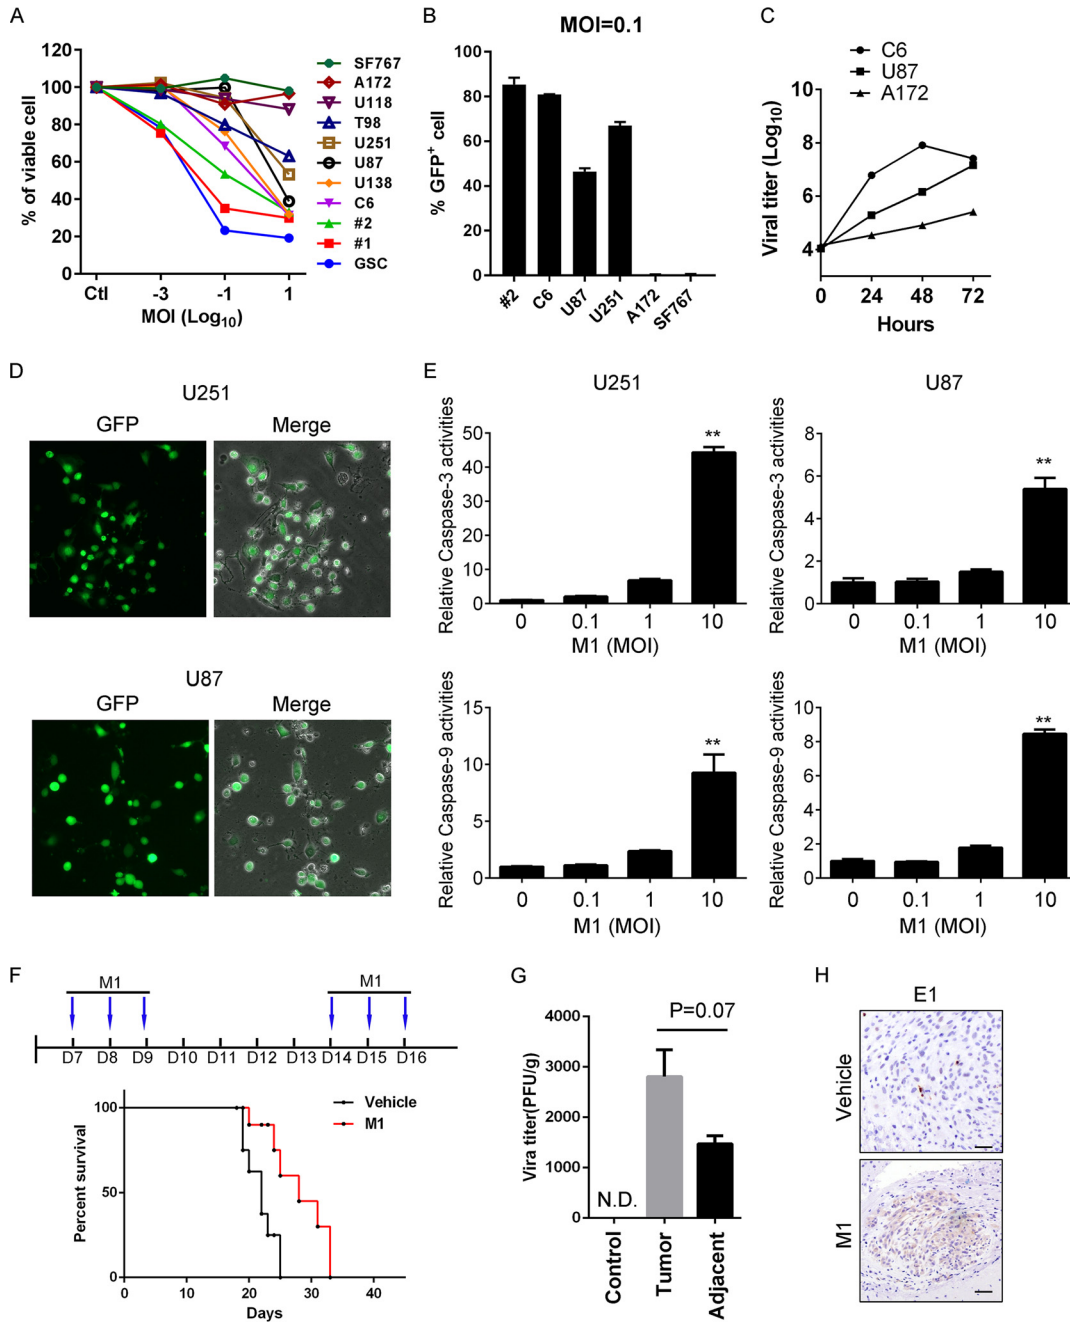 A
120
100
80
60
40
20
0
% of viable cell
Ctl -3 -1 1
MOI (Log10)
SF767
A172
U118
T98
U251
U87
U138
C6
#2
#1
GSC
B
MOI=0.1
100
80
60
40
20
0
% GFP+ cell
#2 C6 U87 U251 A172 SF767
C
C6
U87
A172
10
8
6
4
Viral titer (Log10)
0 24 48 72
Hours
D
U251
GFP Merge
U87
GFP Merge
E
U251
Relative Caspase-3 activities
50
40
30
20
10
0
**
0 0.1 1 10
M1 (MOI)
U87
Relative Caspase-3 activities
8
6
4
2
0
**
0 0.1 1 10
M1 (MOI)
Relative Caspase-9 activities
15
10
5
0
**
0 0.1 1 10
M1 (MOI)
Relative Caspase-9 activities
10
8
6
4
2
0
**
0 0.1 1 10
M1 (MOI)
F
M1 M1
D7 D8 D9 D10 D11 D12 D13 D14 D15 D16
Vehicle
M1
100
50
0
Percent survival
0 10 20 30 40
Days
G
P=0.07
4000
3000
2000
1000
0
Vira titer(PFU/g)
N.D.
Control Tumor Adjacent
H
E1
Vehicle
M1